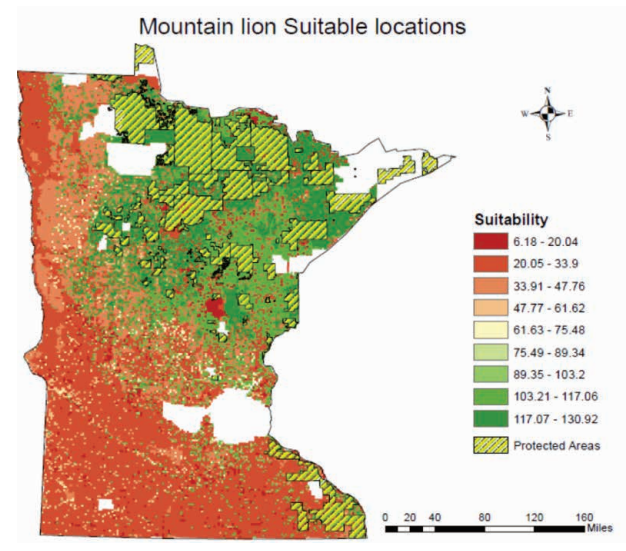 Mountain lion Suitable locations
N
W E
S
Suitability
6.18 - 20.04
20.05 - 33.9
33.91 - 47.76
47.77 - 61.62
61.63 - 75.48
75.49 - 89.34
89.35 - 103.2
103.21 - 117.06
117.07 - 130.92
Protected Areas
0 20 40 80 120 160
Miles